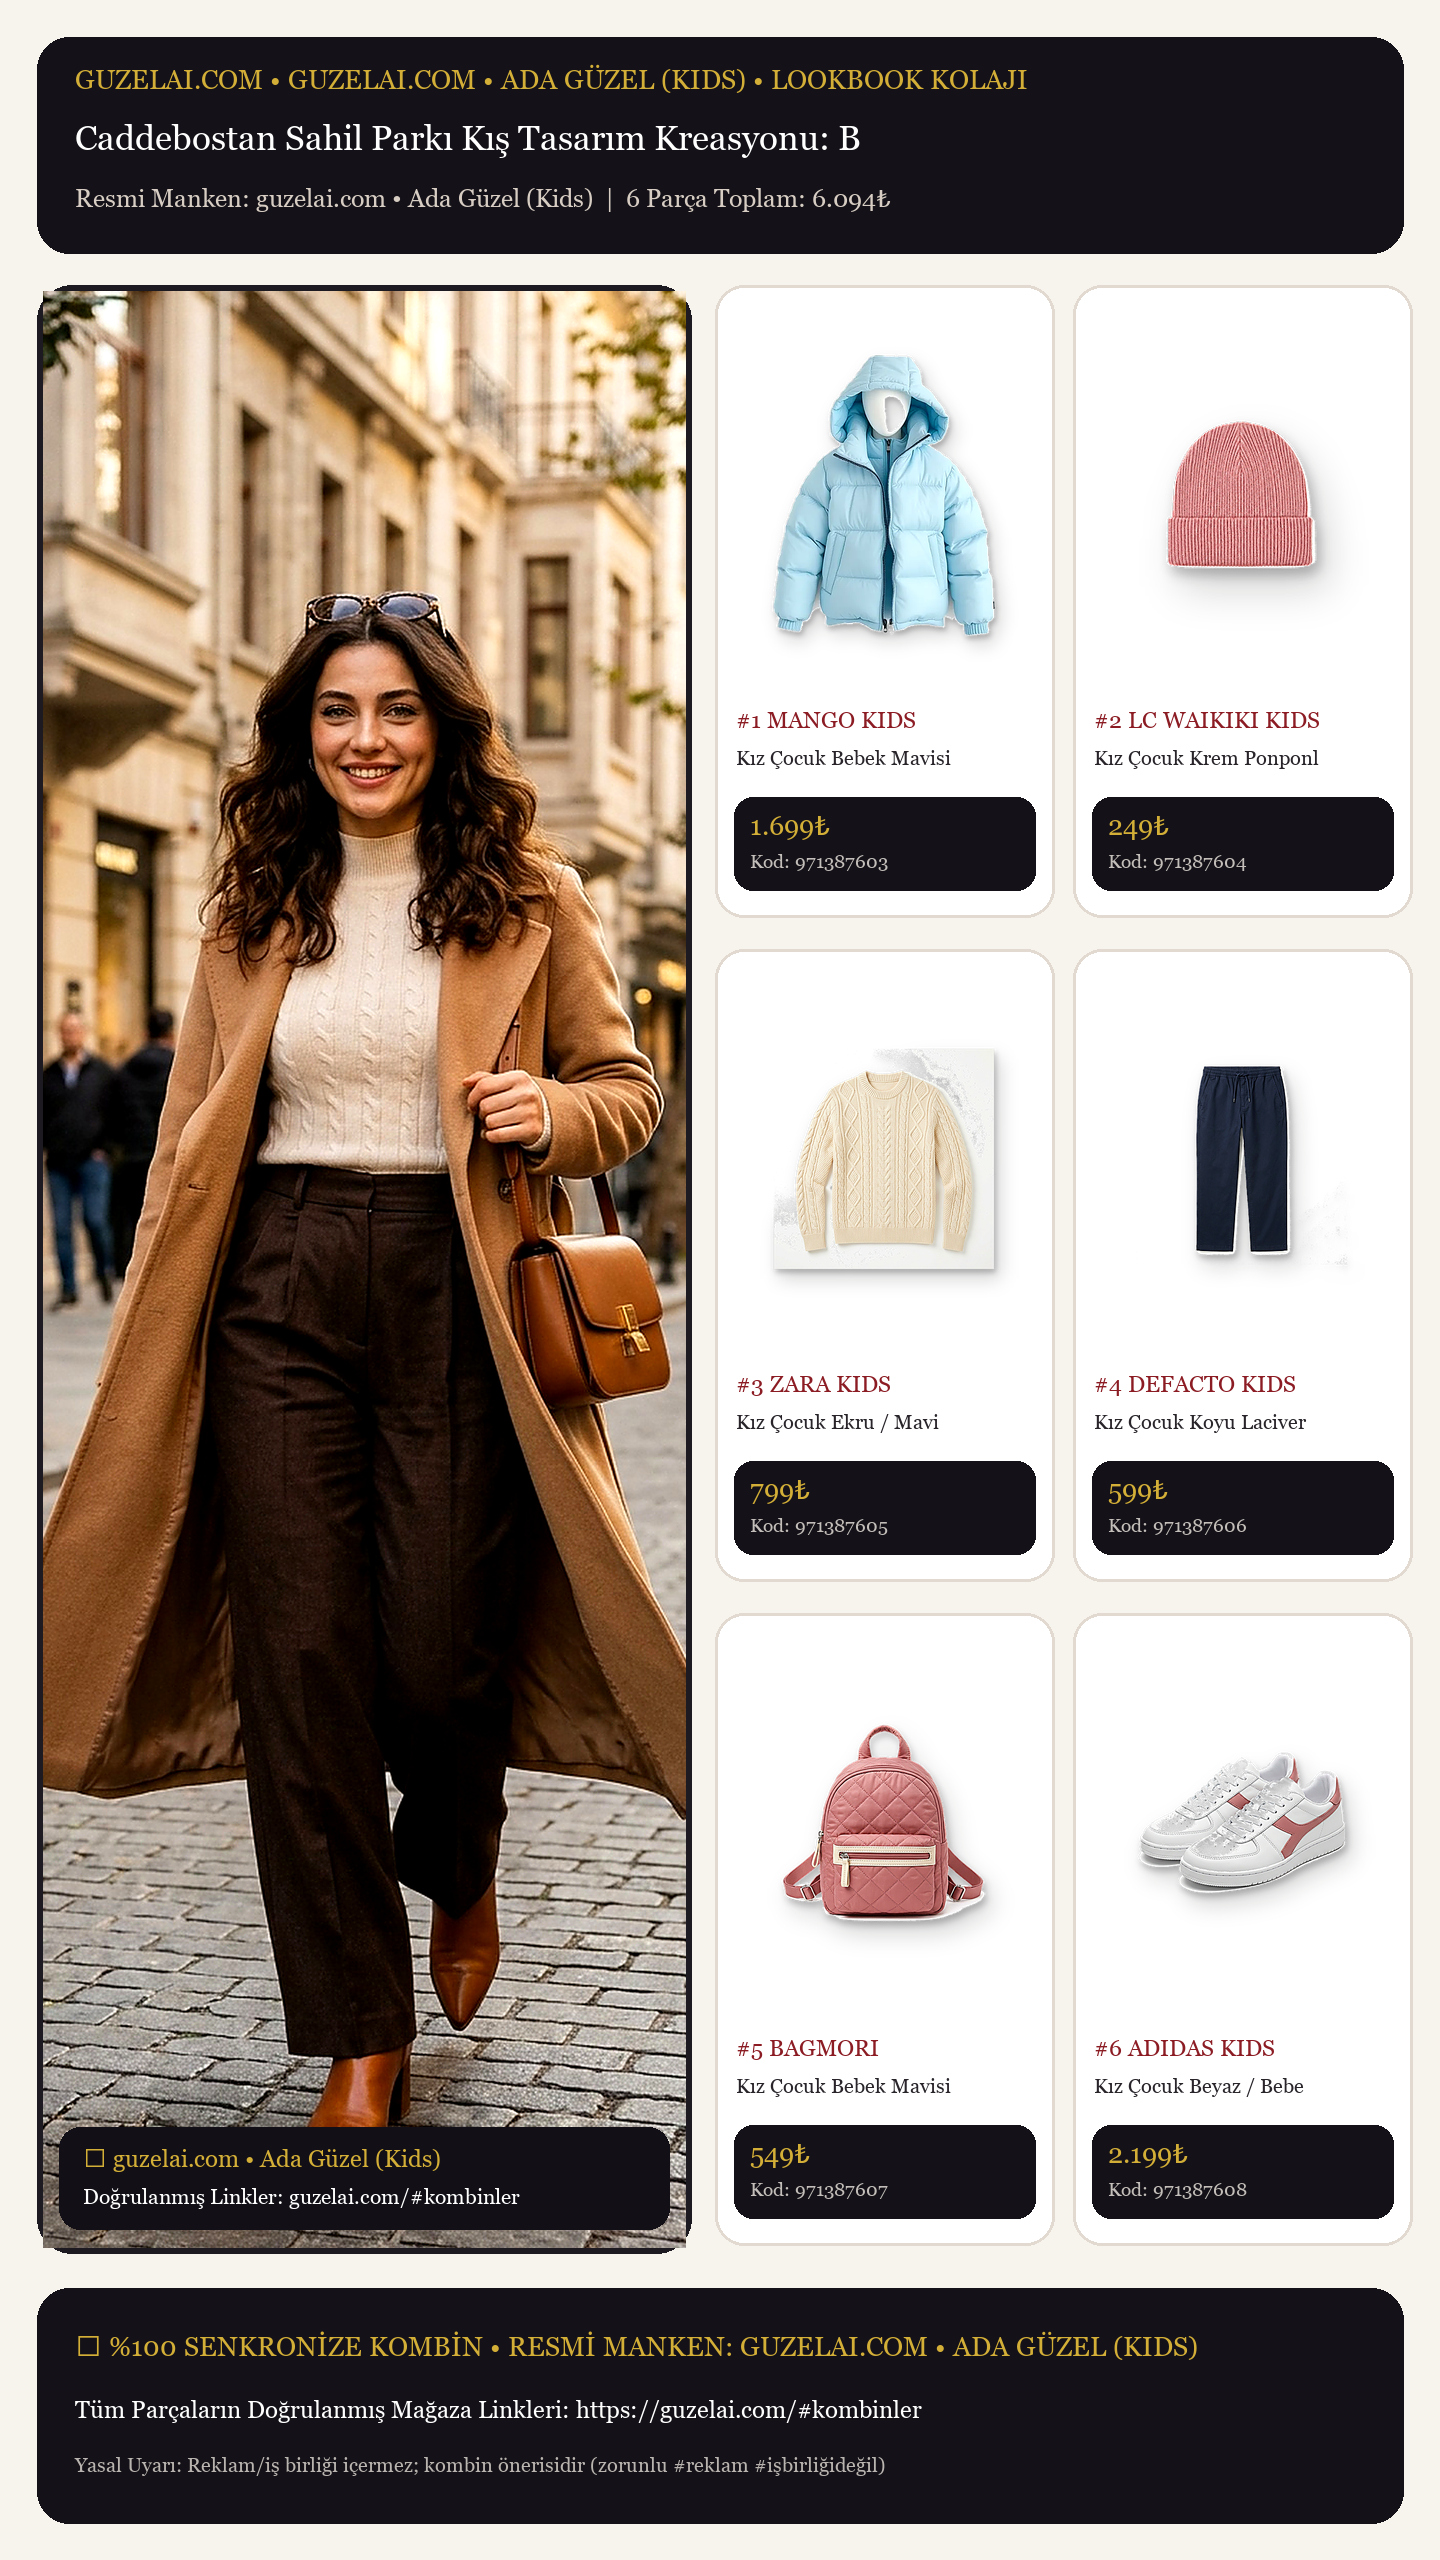 GUZELAI.COM • GUZELAI.COM • ADA GÜZEL (KIDS) • LOOKBOOK KOLAJI
Caddebostan Sahil Parkı Kış Tasarım Kreasyonu: B
Resmi Manken: guzelai.com • Ada Güzel (Kids) | 6 Parça Toplam: 6.094₺
#1 MANGO KIDS
Kız Çocuk Bebek Mavisi
1.699₺
Kod: 971387603
#2 LC WAIKIKI KIDS
Kız Çocuk Krem Ponponl
249₺
Kod: 971387604
#3 ZARA KIDS
Kız Çocuk Ekru / Mavi
799₺
Kod: 971387605
#4 DEFACTO KIDS
Kız Çocuk Koyu Laciver
599₺
Kod: 971387606
#5 BAGMORI
Kız Çocuk Bebek Mavisi
549₺
Kod: 971387607
#6 ADIDAS KIDS
Kız Çocuk Beyaz / Bebe
2.199₺
Kod: 971387608
☐ guzelai.com • Ada Güzel (Kids)
Doğrulanmış Linkler: guzelai.com/#kombinler
☐ %100 SENKRONİZE KOMBİN • RESMİ MANKEN: GUZELAI.COM • ADA GÜZEL (KIDS)
Tüm Parçaların Doğrulanmış Mağaza Linkleri: https://guzelai.com/#kombinler
Yasal Uyarı: Reklam/iş birliği içermez; kombin önerisidir (zorunlu #reklam #işbirliğideğil)